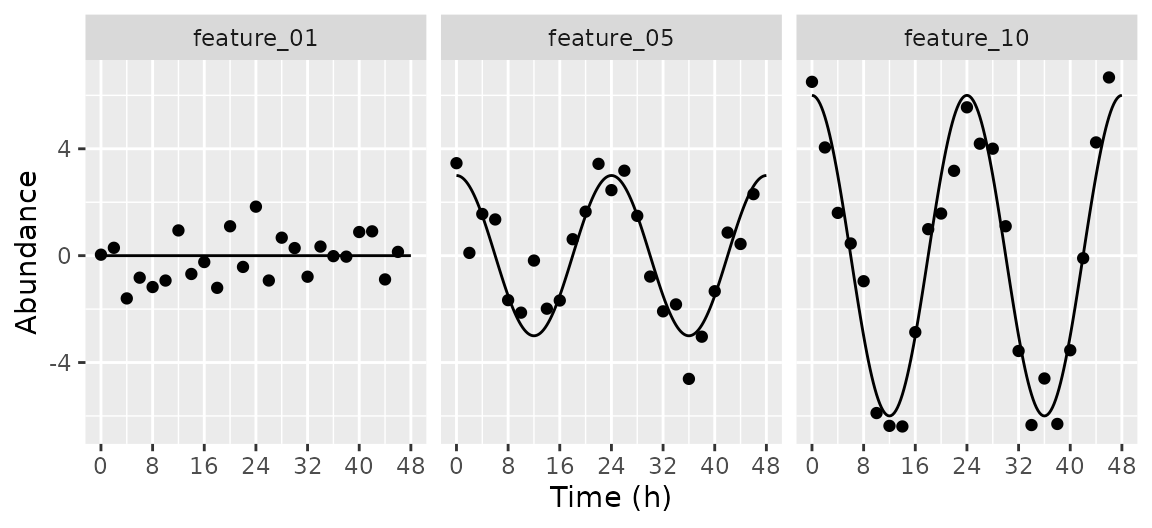 feature_01 feature_05 feature_10
Abundance
4
0
-4
0 8 16 24 32 40 48 0 8 16 24 32 40 48 0 8 16 24 32 40 48
Time (h)